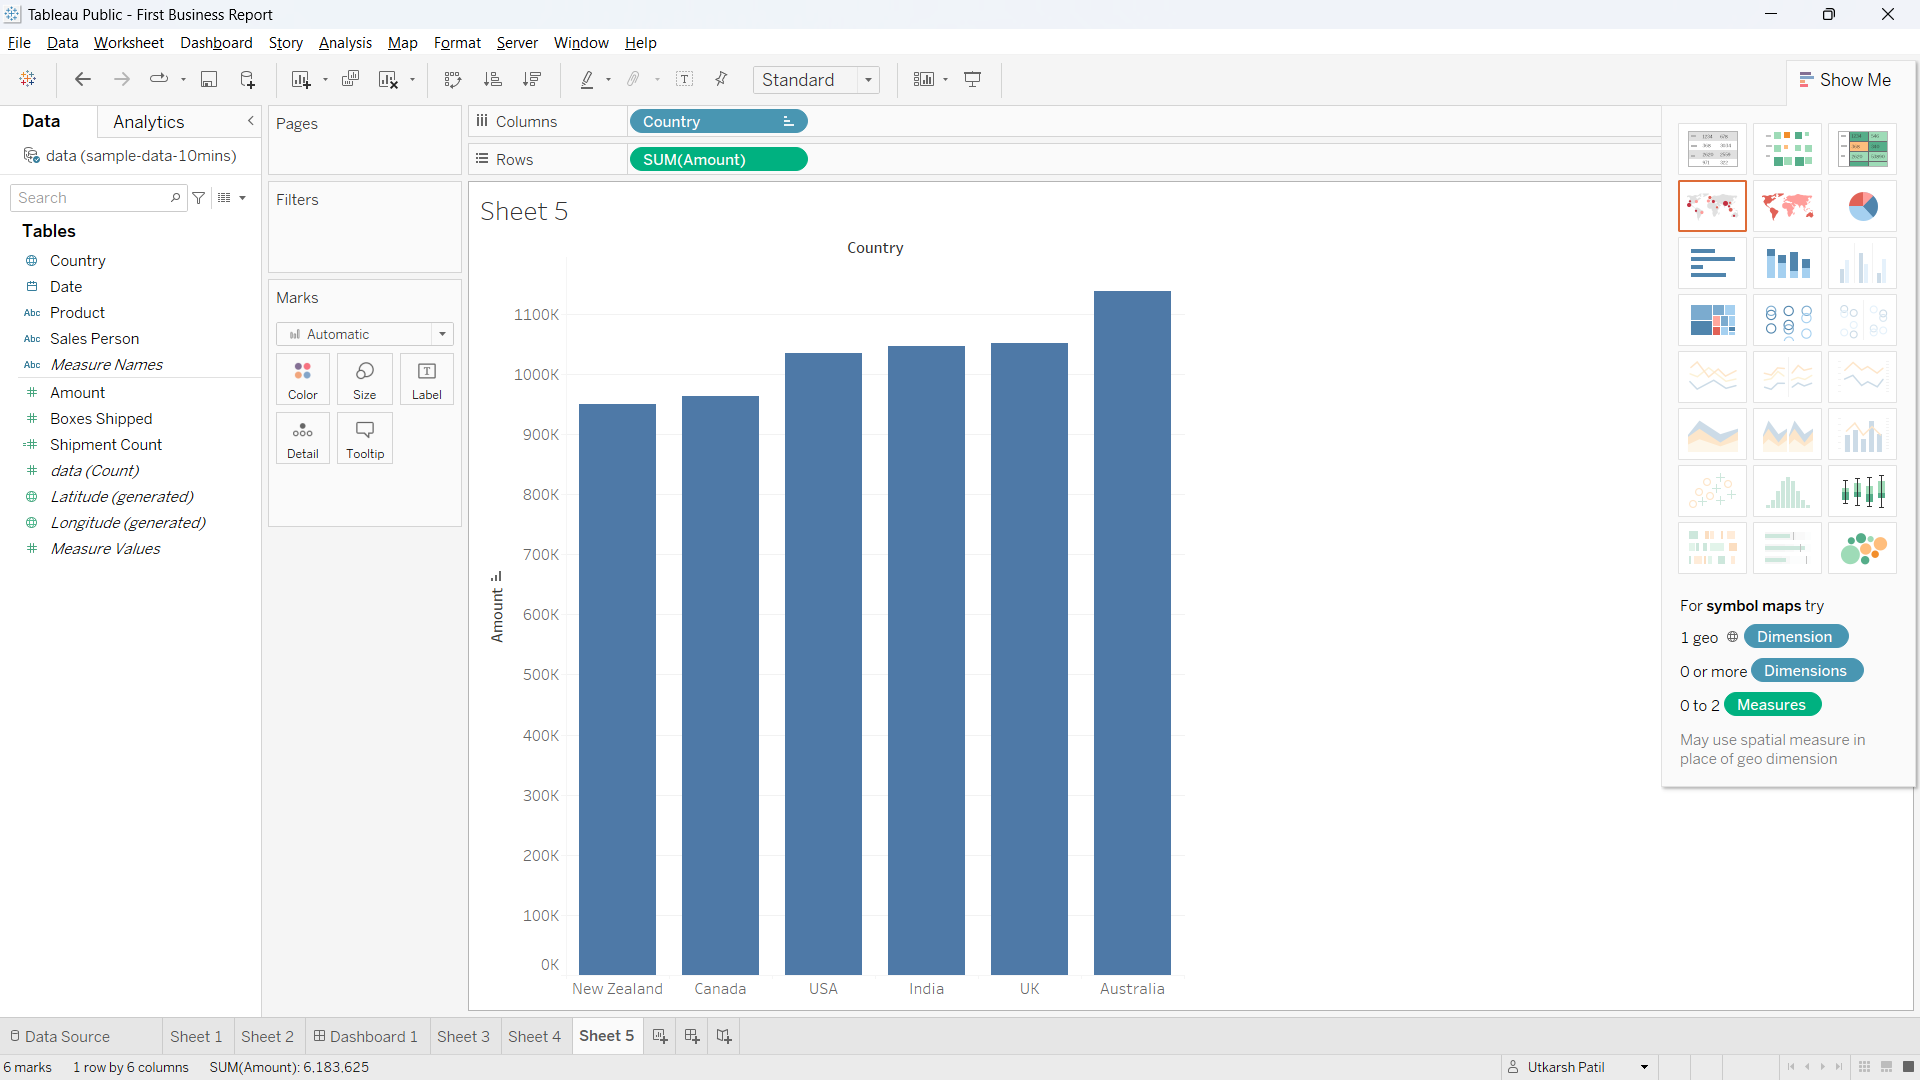 Tableau Public - First Business Report
File Data Worksheet Dashboard Story Analysis Map Format Server Window Help
Standard
Show Me
Data
Analytics
data (sample-data-10mins)
Search
Tables
Country
Date
Abc Product
Abc Sales Person
Abc Measure Names
Amount
Boxes Shipped
Shipment Count
data (Count)
Latitude (generated)
Longitude (generated)
Measure Values
Pages
Filters
Marks
Automatic
Color
Size
Label
Detail
Tooltip
Columns
Country
Rows
SUM(Amount)
Sheet 5
Country
Amount
1100K
1000K
900K
800K
700K
600K
500K
400K
300K
200K
100K
0K
New Zealand
Canada
USA
India
UK
Australia
For symbol maps try
1 geo Dimension
0 or more Dimensions
0 to 2 Measures
May use spatial measure in
place of geo dimension
Data Source
Sheet 1
Sheet 2
Dashboard 1
Sheet 3
Sheet 4
Sheet 5
6 marks
1 row by 6 columns
SUM(Amount): 6,183,625
Utkarsh Patil